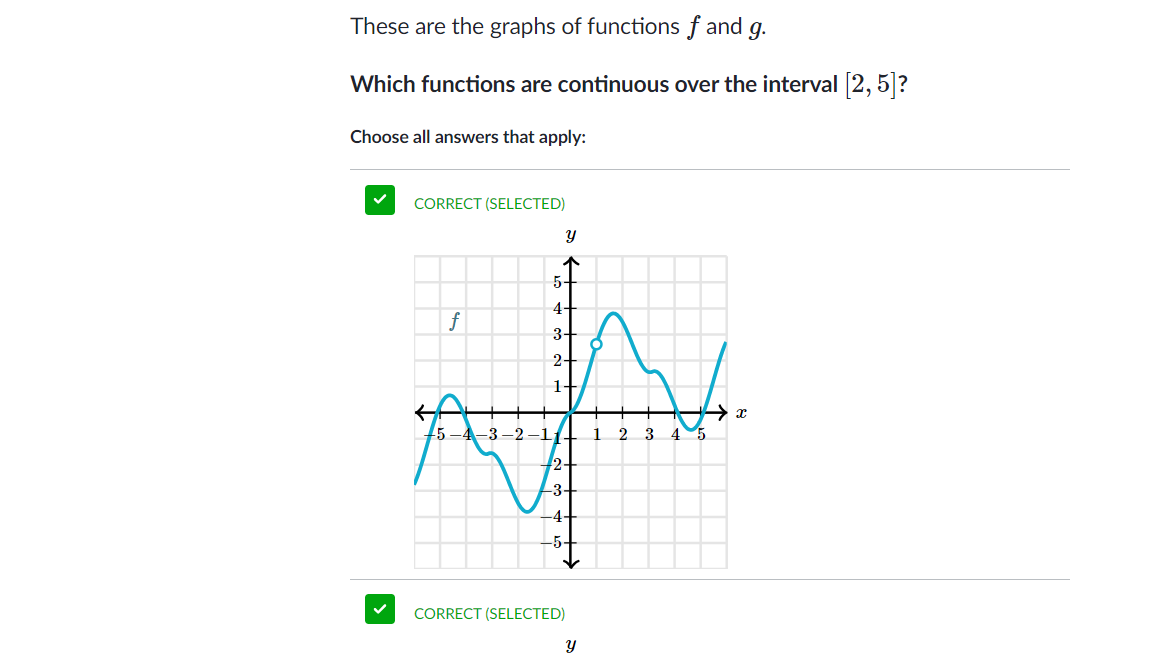 These are the graphs of functions f and g.
Which functions are continuous over the interval [2, 5]?
Choose all answers that apply:
CORRECT (SELECTED)
y
5
4
f
3
2
1
x
−5 −4 −3 −2 −1 1 1 2 3 4 5
−2
−3
−4
−5
CORRECT (SELECTED)
y